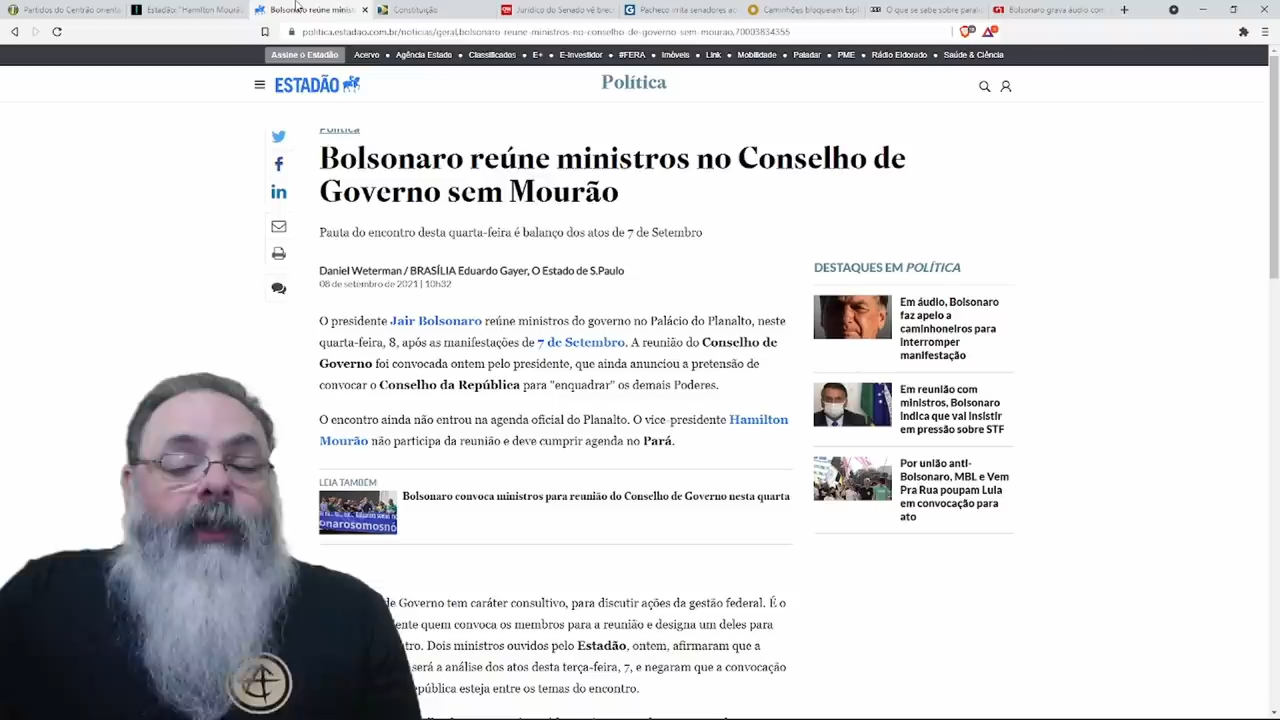 Partidos do Centrão orienta
Estadão: "Hamilton Mourão
Bolsonaro reúne minist
Constituição
Jurídico do Senado vê brec
Pacheco irrita senadores a
Caminhões bloqueiam Espl
O que se sabe sobre parali
Bolsonaro grava áudio com
politica.estadao.com.br/noticias/geral,bolsonaro-reune-ministros-no-conselho-de-governo-sem-mourao,70003834355
Assine o Estadão Acervo Agência Estado Classificados E+ E-Investidor #FERA Imóveis Link Mobilidade Paladar PME Rádio Eldorado Saúde & Ciência
ESTADÃO
Política
Política
Bolsonaro reúne ministros no Conselho de
Governo sem Mourão
Pauta do encontro desta quarta-feira é balanço dos atos de 7 de Setembro
Daniel Weterman / BRASÍLIA Eduardo Gayer, O Estado de S.Paulo
08 de setembro de 2021 | 10h32
O presidente Jair Bolsonaro reúne ministros do governo no Palácio do Planalto, neste
quarta-feira, 8, após as manifestações de 7 de Setembro. A reunião do Conselho de
Governo foi convocada ontem pelo presidente, que ainda anunciou a pretensão de
convocar o Conselho da República para "enquadrar" os demais Poderes.
O encontro ainda não entrou na agenda oficial do Planalto. O vice-presidente Hamilton
Mourão não participa da reunião e deve cumprir agenda no Pará.
LEIA TAMBÉM
Bolsonaro convoca ministros para reunião do Conselho de Governo nesta quarta
onarosomosnó
de Governo tem caráter consultivo, para discutir ações da gestão federal. É o
ente quem convoca os membros para a reunião e designa um deles para
tro. Dois ministros ouvidos pelo Estadão, ontem, afirmaram que a
será a análise dos atos desta terça-feira, 7, e negaram que a convocação
pública esteja entre os temas do encontro.
DESTAQUES EM POLÍTICA
Em áudio, Bolsonaro
faz apelo a
caminhoneiros para
interromper
manifestação
Em reunião com
ministros, Bolsonaro
indica que vai insistir
em pressão sobre STF
Por união anti-
Bolsonaro, MBL e Vem
Pra Rua poupam Lula
em convocação para
ato